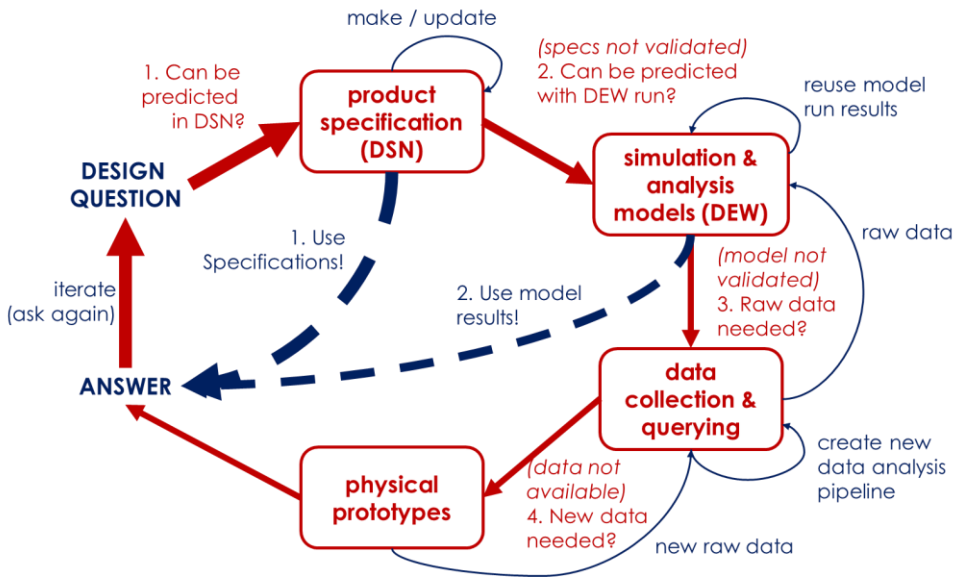 make / update
1. Can be
predicted
in DSN?
product
specification
(DSN)
(specs not validated)
2. Can be predicted
with DEW run?
reuse model
run results
simulation &
analysis
models (DEW)
DESIGN
QUESTION
1. Use
Specifications!
raw data
(model not
validated)
3. Raw data
needed?
2. Use model
results!
iterate
(ask again)
ANSWER
data
collection &
querying
create new
data analysis
pipeline
physical
prototypes
(data not
available)
4. New data
needed?
new raw data